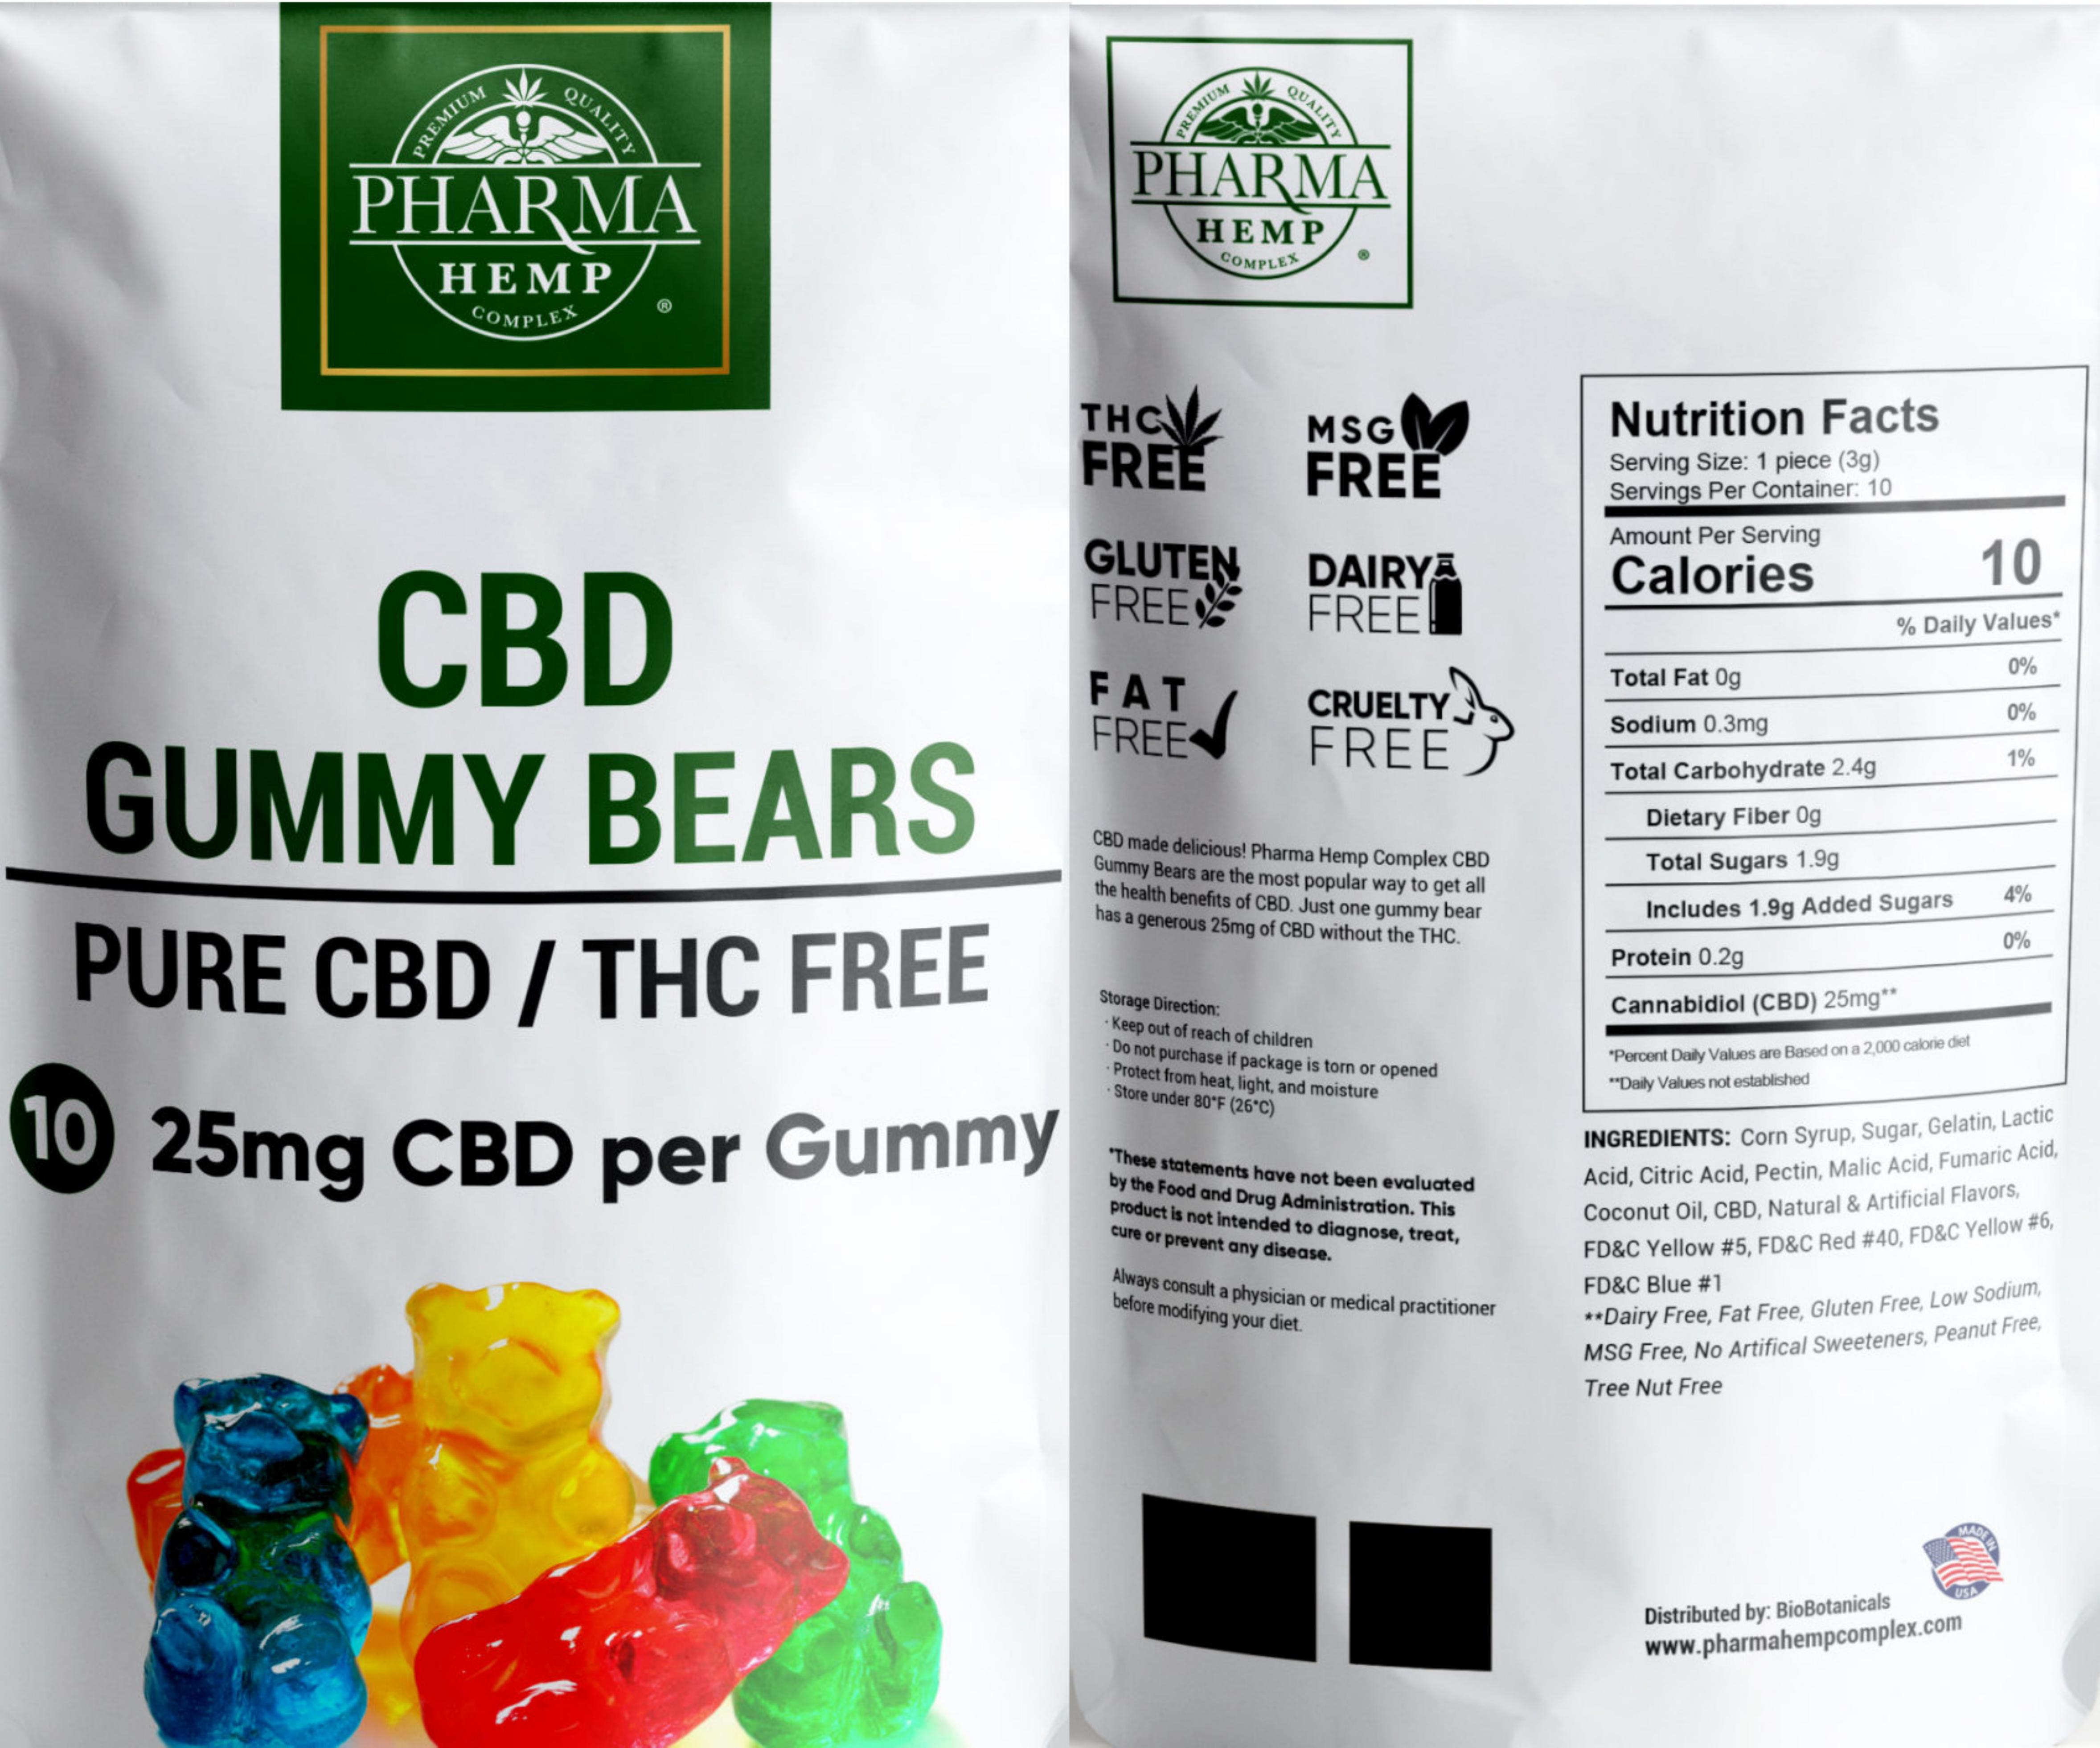 PREMIUM QUALITY
PHARMA
HEMP
COMPLEX
®
CBD
GUMMY BEARS
PURE CBD / THC FREE
10 25mg CBD per Gummy
PREMIUM QUALITY
PHARMA
HEMP
COMPLEX
®
THC
FREE
MSG
FREE
GLUTEN
FREE
DAIRY
FREE
FAT
FREE
CRUELTY
FREE
CBD made delicious! Pharma Hemp Complex CBD
Gummy Bears are the most popular way to get all
the health benefits of CBD. Just one gummy bear
has a generous 25mg of CBD without the THC.
Storage Direction:
· Keep out of reach of children
· Do not purchase if package is torn or opened
· Protect from heat, light, and moisture
· Store under 80°F (26°C)
*These statements have not been evaluated
by the Food and Drug Administration. This
product is not intended to diagnose, treat,
cure or prevent any disease.
Always consult a physician or medical practitioner
before modifying your diet.
Nutrition Facts
Serving Size: 1 piece (3g)
Servings Per Container: 10
Amount Per Serving
Calories 10
% Daily Values*
Total Fat 0g 0%
Sodium 0.3mg 0%
Total Carbohydrate 2.4g 1%
Dietary Fiber 0g
Total Sugars 1.9g
Includes 1.9g Added Sugars 4%
Protein 0.2g 0%
Cannabidiol (CBD) 25mg**
*Percent Daily Values are Based on a 2,000 calorie diet
**Daily Values not established
INGREDIENTS: Corn Syrup, Sugar, Gelatin, Lactic
Acid, Citric Acid, Pectin, Malic Acid, Fumaric Acid,
Coconut Oil, CBD, Natural & Artificial Flavors,
FD&C Yellow #5, FD&C Red #40, FD&C Yellow #6,
FD&C Blue #1
**Dairy Free, Fat Free, Gluten Free, Low Sodium,
MSG Free, No Artifical Sweeteners, Peanut Free,
Tree Nut Free
MADE IN
USA
Distributed by: BioBotanicals
www.pharmahempcomplex.com